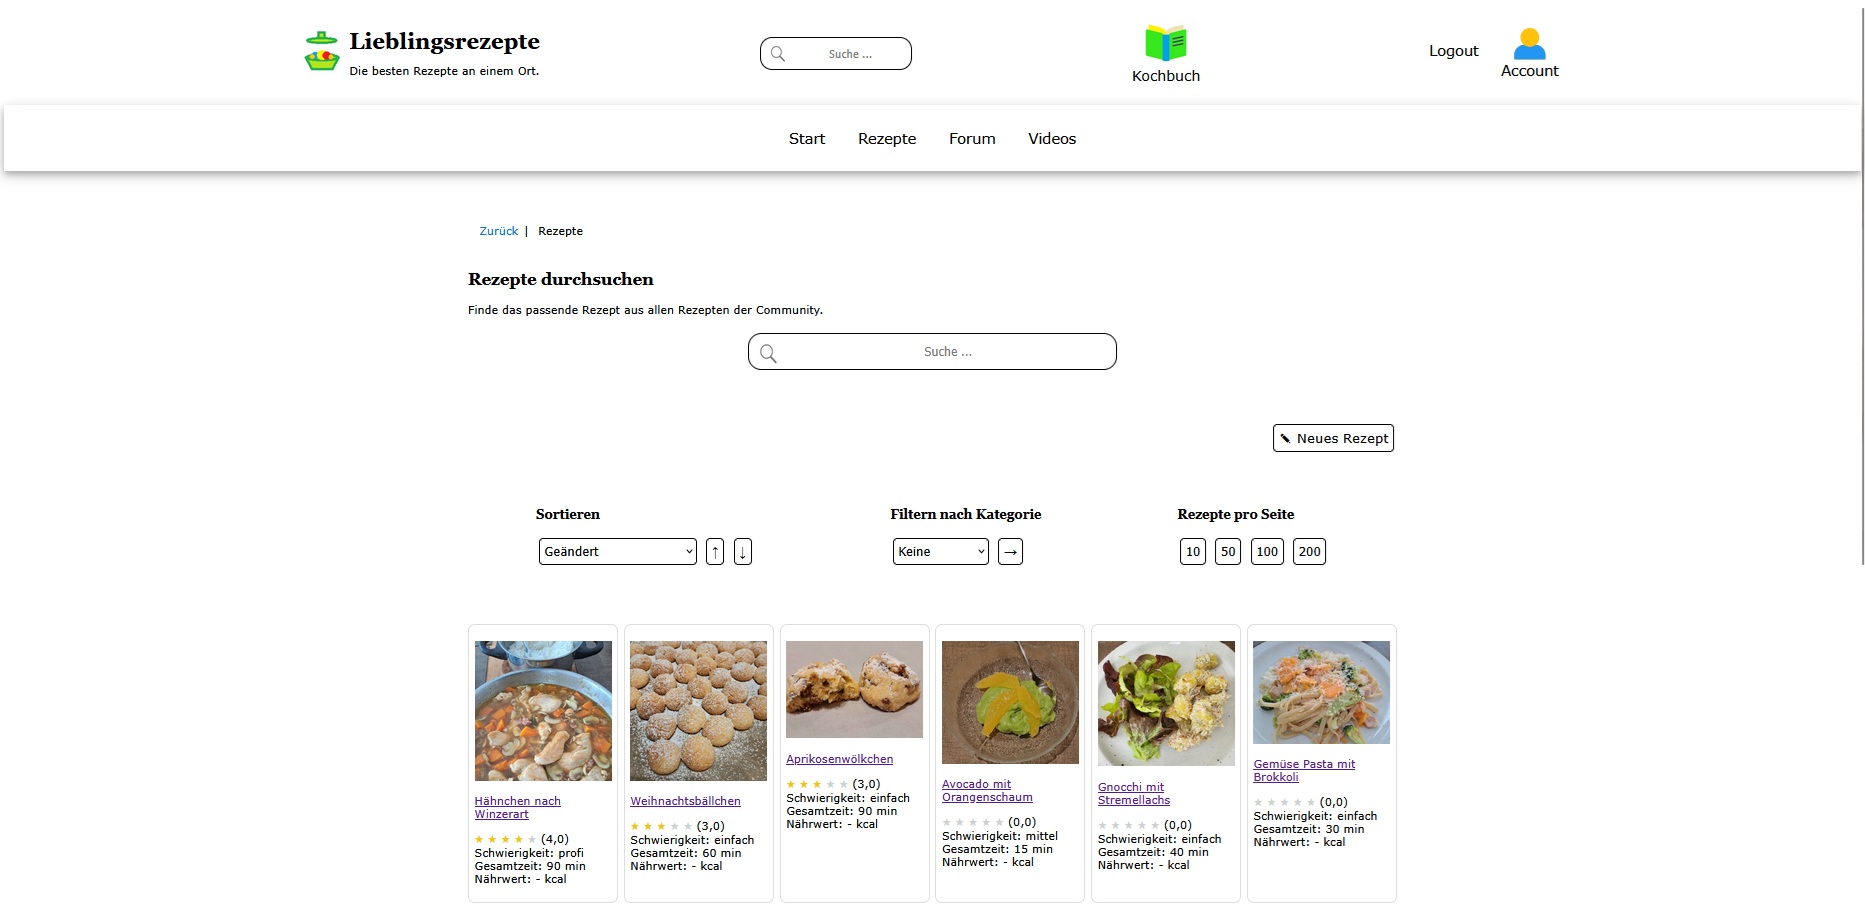 Lieblingsrezepte
Die besten Rezepte an einem Ort.
Suche ...
Kochbuch
Logout
Account
Start Rezepte Forum Videos
Zurück | Rezepte
Rezepte durchsuchen
Finde das passende Rezept aus allen Rezepten der Community.
Suche ...
Neues Rezept
Sortieren
Geändert ↑ ↓
Filtern nach Kategorie
Keine →
Rezepte pro Seite
10 50 100 200
Hähnchen nach
Winzerart
★★★★★ (4,0)
Schwierigkeit: profi
Gesamtzeit: 90 min
Nährwert: - kcal
Weihnachtsbällchen
★★★★★ (3,0)
Schwierigkeit: einfach
Gesamtzeit: 60 min
Nährwert: - kcal
Aprikosenwölkchen
★★★★★ (3,0)
Schwierigkeit: einfach
Gesamtzeit: 90 min
Nährwert: - kcal
Avocado mit
Orangenschaum
★★★★★ (0,0)
Schwierigkeit: mittel
Gesamtzeit: 15 min
Nährwert: - kcal
Gnocchi mit
Stremellachs
★★★★★ (0,0)
Schwierigkeit: einfach
Gesamtzeit: 40 min
Nährwert: - kcal
Gemüse Pasta mit
Brokkoli
★★★★★ (0,0)
Schwierigkeit: einfach
Gesamtzeit: 30 min
Nährwert: - kcal